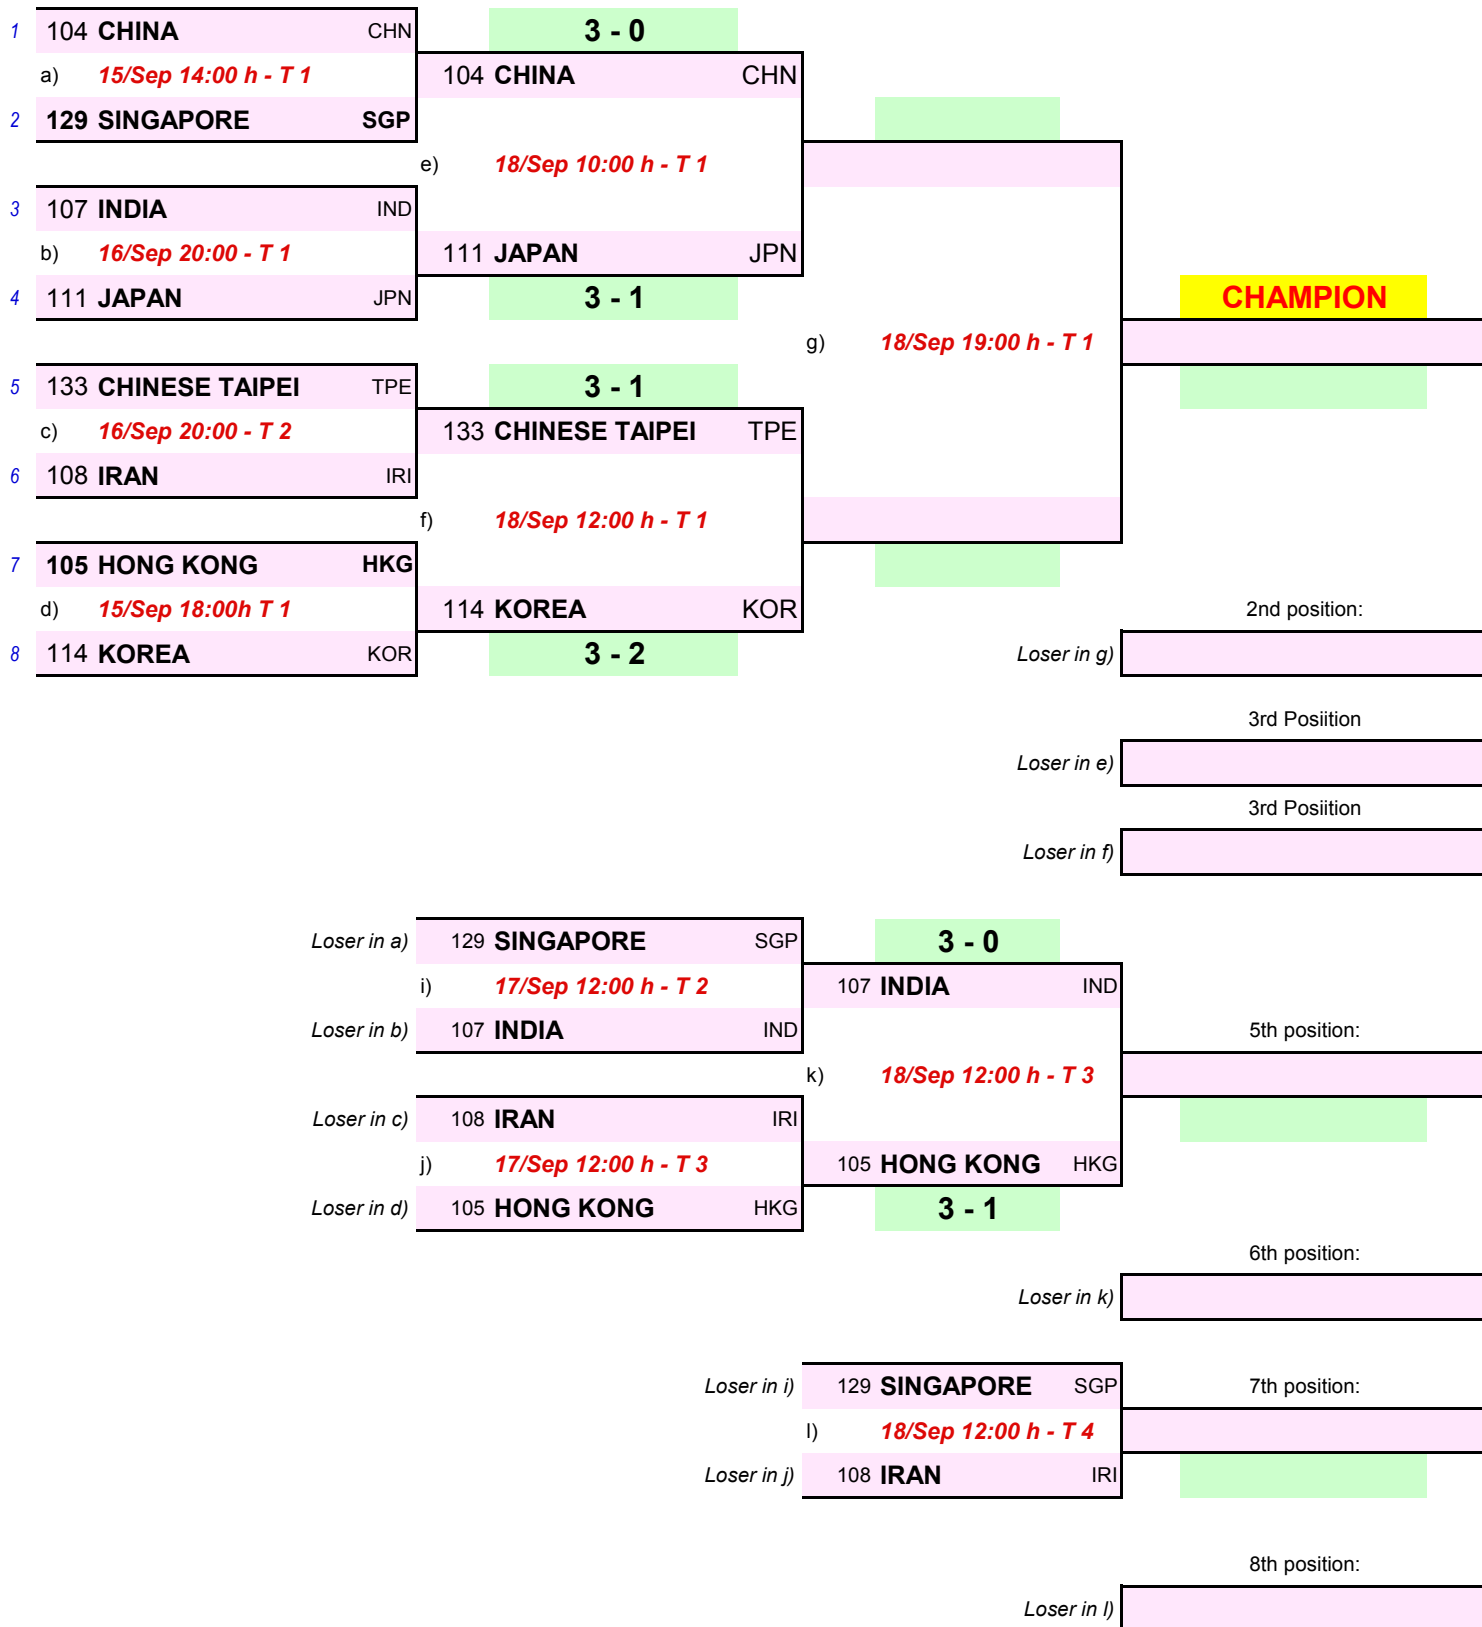 1 104 CHINA CHN 3 - 0
a) 15/Sep 14:00 h - T 1 104 CHINA CHN
2 129 SINGAPORE SGP
e) 18/Sep 10:00 h - T 1
3 107 INDIA IND
b) 16/Sep 20:00 - T 1 111 JAPAN JPN
4 111 JAPAN JPN 3 - 1 CHAMPION
g) 18/Sep 19:00 h - T 1
5 133 CHINESE TAIPEI TPE 3 - 1
c) 16/Sep 20:00 - T 2 133 CHINESE TAIPEI TPE
6 108 IRAN IRI
f) 18/Sep 12:00 h - T 1
7 105 HONG KONG HKG
d) 15/Sep 18:00h T 1 114 KOREA KOR 2nd position:
8 114 KOREA KOR 3 - 2 Loser in g)
3rd Posiition
Loser in e)
3rd Posiition
Loser in f)
Loser in a) 129 SINGAPORE SGP 3 - 0
i) 17/Sep 12:00 h - T 2 107 INDIA IND
Loser in b) 107 INDIA IND 5th position:
k) 18/Sep 12:00 h - T 3
Loser in c) 108 IRAN IRI
j) 17/Sep 12:00 h - T 3 105 HONG KONG HKG
Loser in d) 105 HONG KONG HKG 3 - 1
6th position:
Loser in k)
Loser in i) 129 SINGAPORE SGP 7th position:
l) 18/Sep 12:00 h - T 4
Loser in j) 108 IRAN IRI
8th position:
Loser in l)